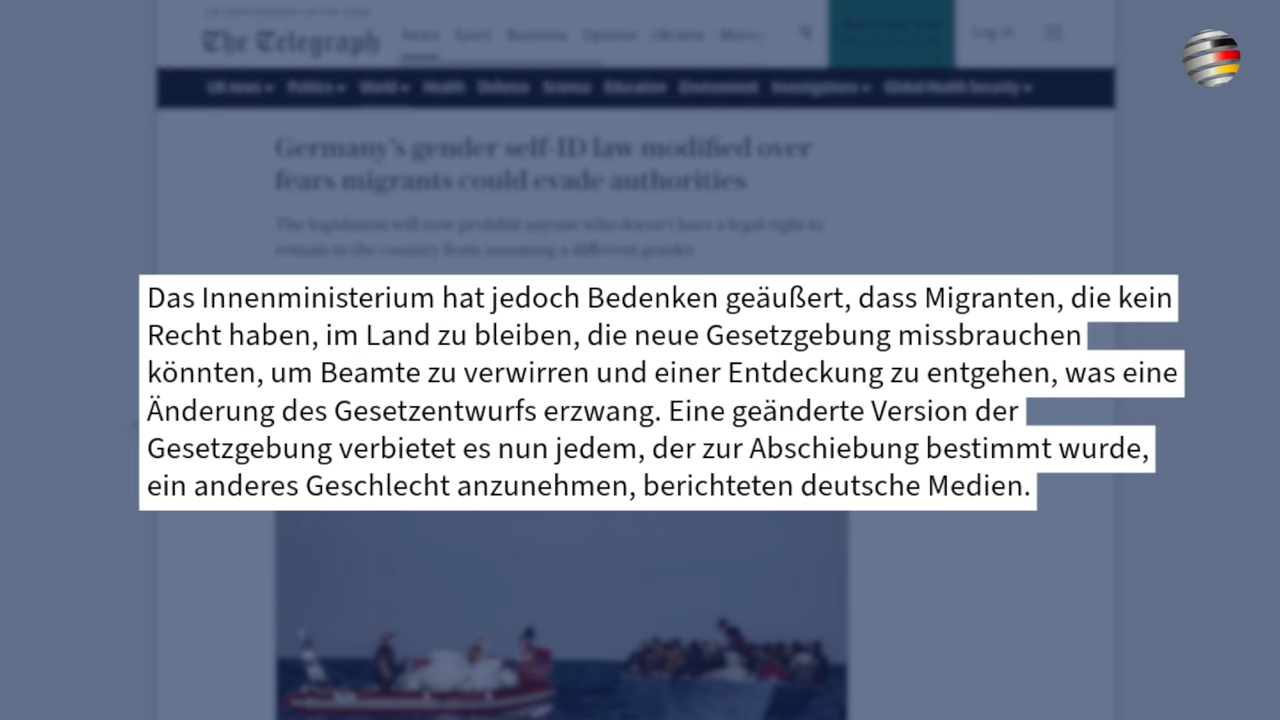 The Telegraph
News Sport Business Opinion Ukraine
Log in
UK news Politics World Health Defence Science Education Environment Investigations Global Health Security
Germany's gender self-ID law modified over
fears migrants could evade authorities
The legislation will now prohibit anyone who doesn't have a legal right to
remain in the country from assuming a different gender
Das Innenministerium hat jedoch Bedenken geäußert, dass Migranten, die kein
Recht haben, im Land zu bleiben, die neue Gesetzgebung missbrauchen
könnten, um Beamte zu verwirren und einer Entdeckung zu entgehen, was eine
Änderung des Gesetzentwurfs erzwang. Eine geänderte Version der
Gesetzgebung verbietet es nun jedem, der zur Abschiebung bestimmt wurde,
ein anderes Geschlecht anzunehmen, berichteten deutsche Medien.